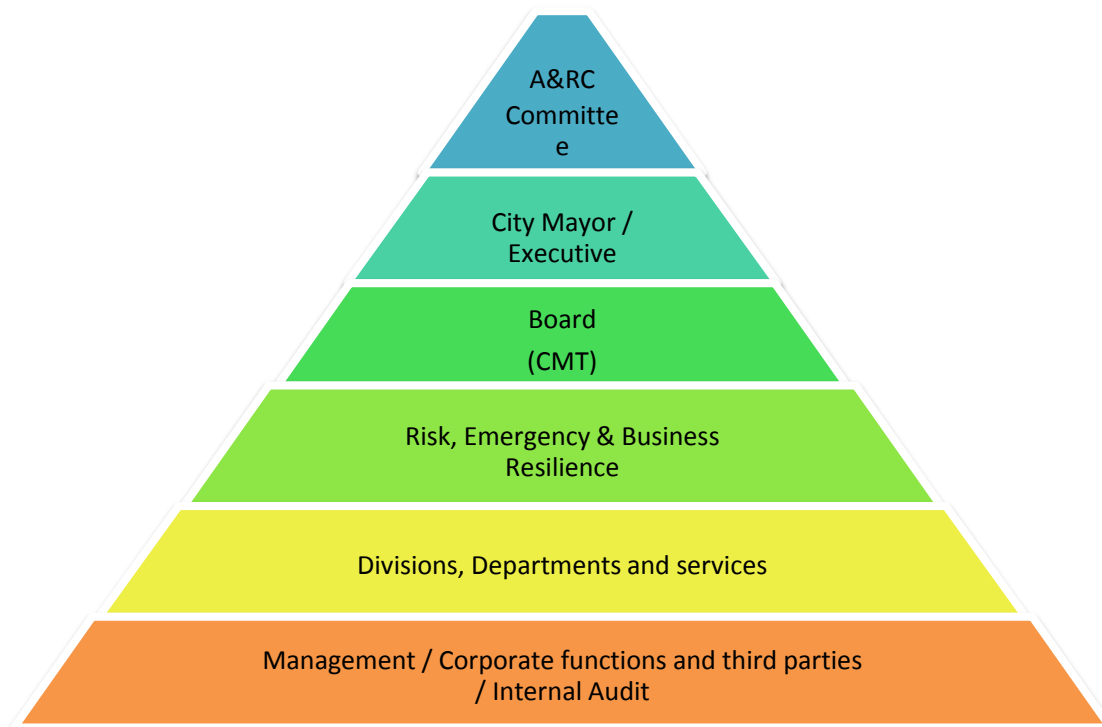 A&RC
Committe
e
City Mayor /
Executive
Board
(CMT)
Risk, Emergency & Business
Resilience
Divisions, Departments and services
Management / Corporate functions and third parties
/ Internal Audit